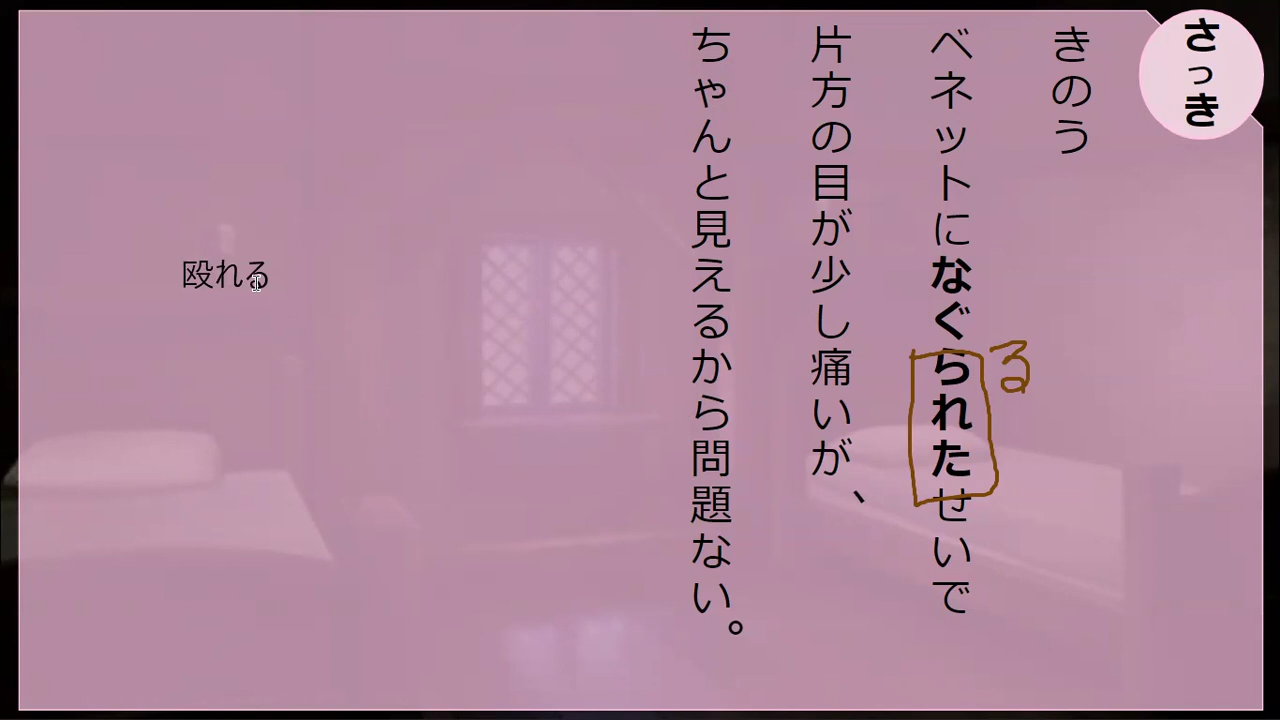 さっき
きのう
ベネットになぐられたせいで
る
片方の目が少し痛いが、
ちゃんと見えるから問題ない。
殴れる